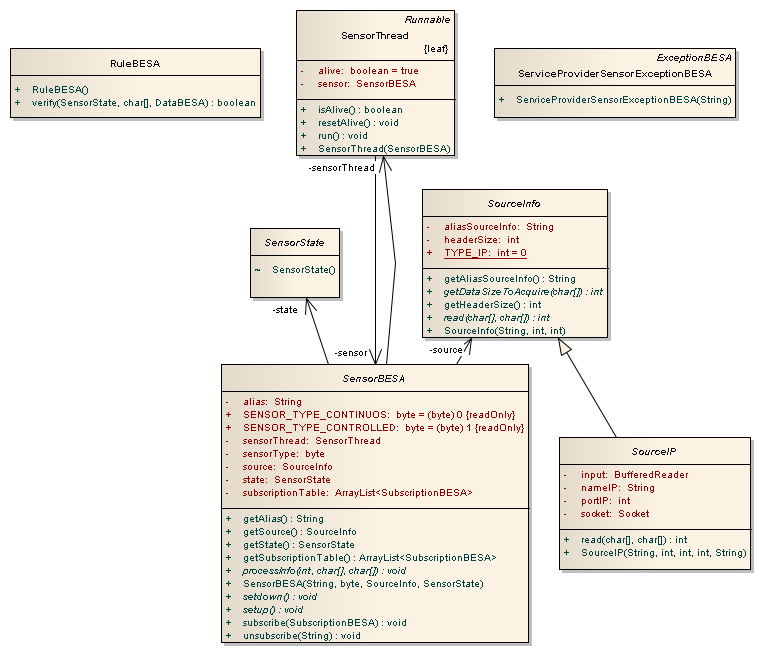 RuleBESA
+ RuleBESA()
+ verify(SensorState, char[], DataBESA) : boolean
Runnable
SensorThread
{leaf}
- alive: boolean = true
- sensor: SensorBESA
+ isAlive() : boolean
+ resetAlive() : void
+ run() : void
+ SensorThread(SensorBESA)
ExceptionBESA
ServiceProviderSensorExceptionBESA
+ ServiceProviderSensorExceptionBESA(String)
-sensorThread
SensorState
~ SensorState()
-state
SourceInfo
- aliasSourceInfo: String
- headerSize: int
+ TYPE_IP: int = 0
+ getAliasSourceInfo() : String
+ getDataSizeToAcquire(char[]) : int
+ getHeaderSize() : int
+ read(char[], char[]) : int
+ SourceInfo(String, int, int)
-sensor
-source
SensorBESA
- alias: String
+ SENSOR_TYPE_CONTINUOS: byte = (byte) 0 {readOnly}
+ SENSOR_TYPE_CONTROLLED: byte = (byte) 1 {readOnly}
- sensorThread: SensorThread
- sensorType: byte
- source: SourceInfo
- state: SensorState
- subscriptionTable: ArrayList<SubscriptionBESA>
+ getAlias() : String
+ getSource() : SourceInfo
+ getState() : SensorState
+ getSubscriptionTable() : ArrayList<SubscriptionBESA>
+ processInfo(int, char[], char[]) : void
+ SensorBESA(String, byte, SourceInfo, SensorState)
+ setdown() : void
+ setup() : void
+ subscribe(SubscriptionBESA) : void
+ unsubscribe(String) : void
SourceIP
- input: BufferedReader
- nameIP: String
- portIP: int
- socket: Socket
+ read(char[], char[]) : int
+ SourceIP(String, int, int, int, String)